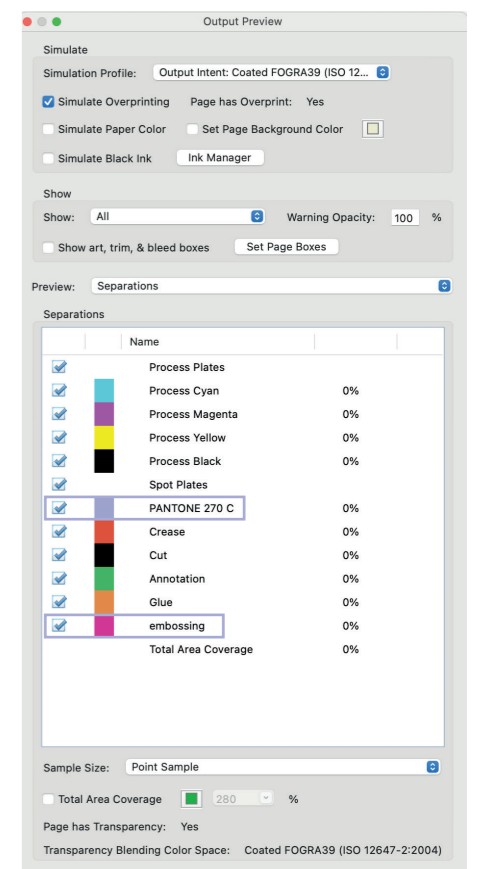 Output Preview
Simulate
Simulation Profile: Output Intent: Coated FOGRA39 (ISO 12...
Simulate Overprinting Page has Overprint: Yes
Simulate Paper Color Set Page Background Color
Simulate Black Ink Ink Manager
Show
Show: All Warning Opacity: 100 %
Show art, trim, & bleed boxes Set Page Boxes
Preview: Separations
Separations
Name
Process Plates
Process Cyan 0%
Process Magenta 0%
Process Yellow 0%
Process Black 0%
Spot Plates
PANTONE 270 C 0%
Crease 0%
Cut 0%
Annotation 0%
Glue 0%
embossing 0%
Total Area Coverage 0%
Sample Size: Point Sample
Total Area Coverage 280 %
Page has Transparency: Yes
Transparency Blending Color Space: Coated FOGRA39 (ISO 12647-2:2004)